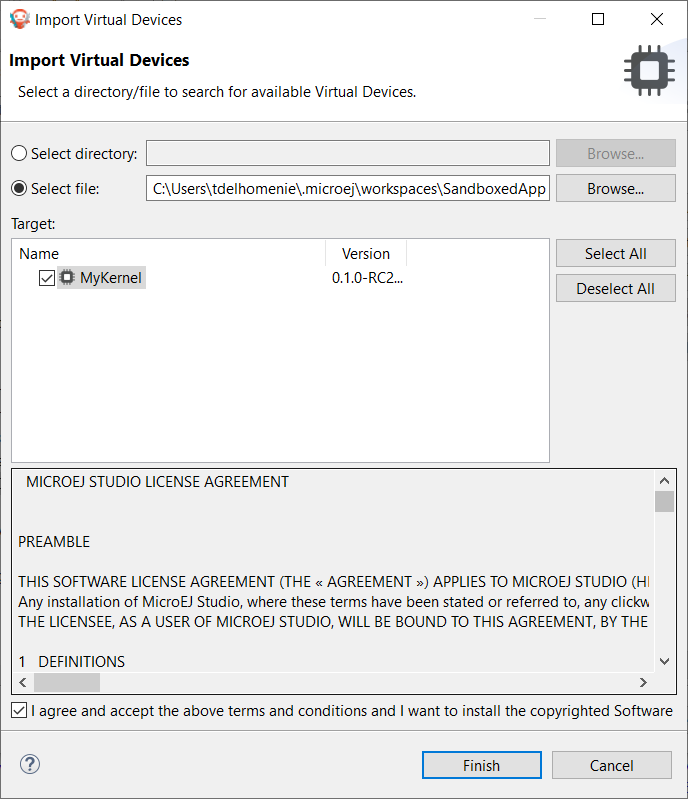 Import Virtual Devices
Import Virtual Devices
Select a directory/file to search for available Virtual Devices.
Select directory:
Browse...
Select file:
C:\Users\tdelhomenie\.microej\workspaces\SandboxedApp
Browse...
Target:
Name Version
Select All
MyKernel 0.1.0-RC2...
Deselect All
MICROEJ STUDIO LICENSE AGREEMENT
PREAMBLE
THIS SOFTWARE LICENSE AGREEMENT (THE « AGREEMENT ») APPLIES TO MICROEJ STUDIO (HE
Any installation of MicroEJ Studio, where these terms have been stated or referred to, any clickw
THE LICENSEE, AS A USER OF MICROEJ STUDIO, WILL BE BOUND TO THIS AGREEMENT, BY THE
1 DEFINITIONS
I agree and accept the above terms and conditions and I want to install the copyrighted Software
?
Finish
Cancel